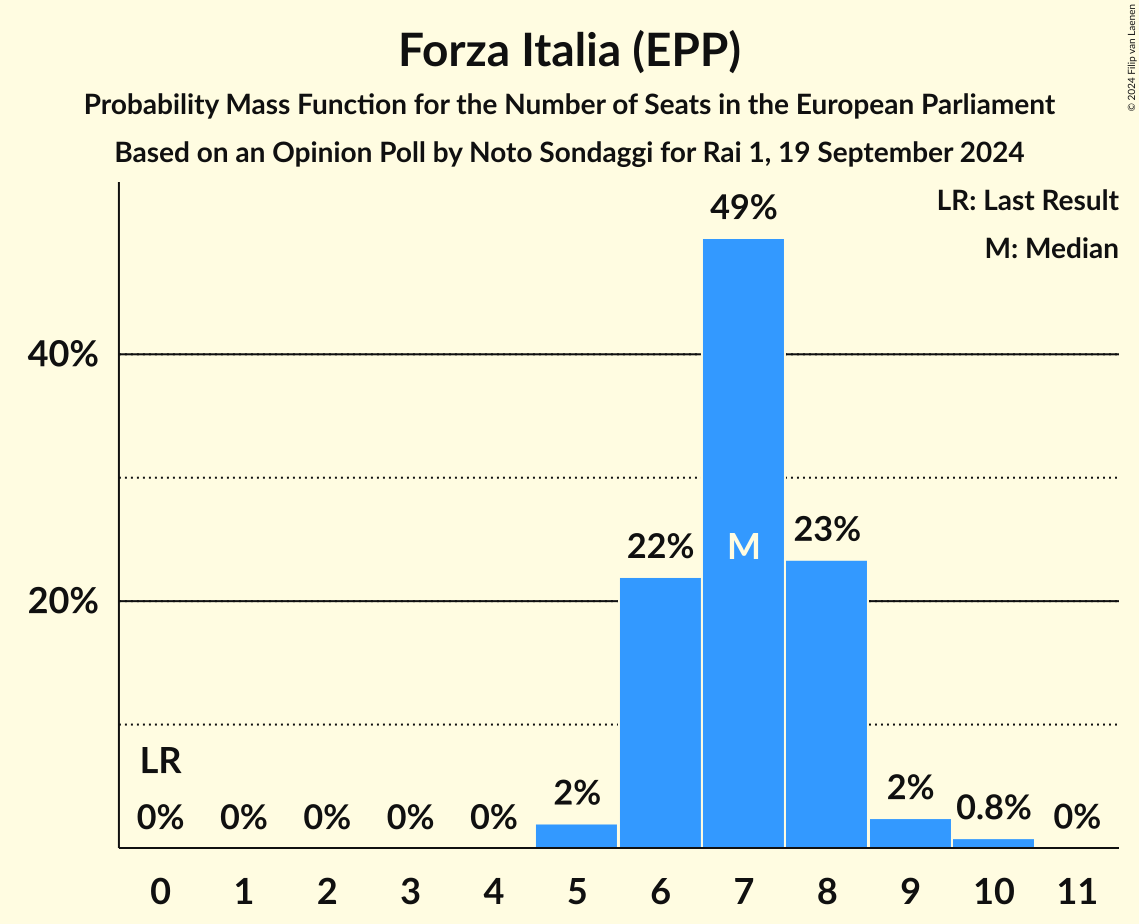 Forza Italia (EPP)
Probability Mass Function for the Number of Seats in the European Parliament
Based on an Opinion Poll by Noto Sondaggi for Rai 1, 19 September 2024
© 2024 Filip van Laenen
LR: Last Result
M: Median
49%
40%
23%
22%
M
20%
LR
2%
2%
0.8%
0% 0% 0% 0% 0% 0%
0 1 2 3 4 5 6 7 8 9 10 11